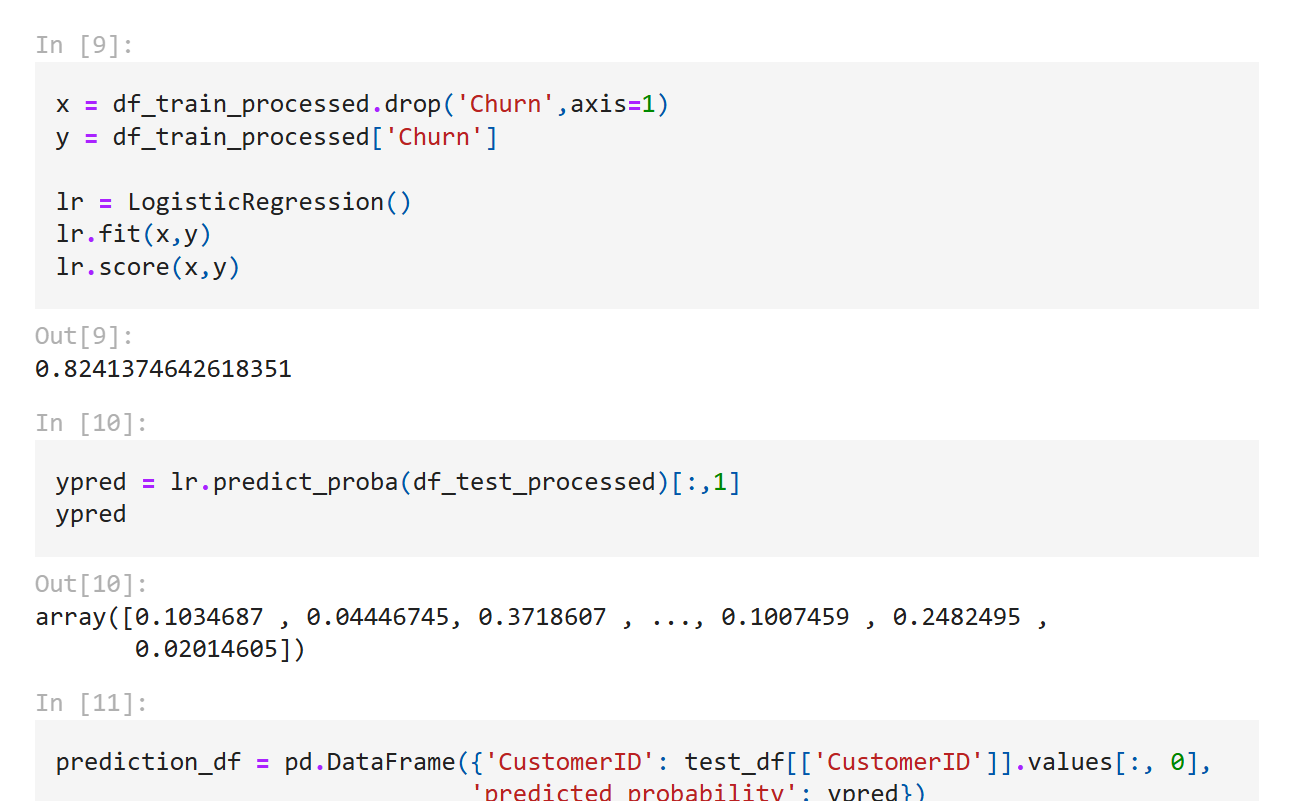 In [9]:
x = df_train_processed.drop('Churn',axis=1)
y = df_train_processed['Churn']
lr = LogisticRegression()
lr.fit(x,y)
lr.score(x,y)
Out[9]:
0.8241374642618351
In [10]:
ypred = lr.predict_proba(df_test_processed)[:,1]
ypred
Out[10]:
array([0.1034687 , 0.04446745, 0.3718607 , ..., 0.1007459 , 0.2482495 ,
0.02014605])
In [11]:
prediction_df = pd.DataFrame({'CustomerID': test_df[['CustomerID']].values[:, 0],
'predicted_probability': ypred})